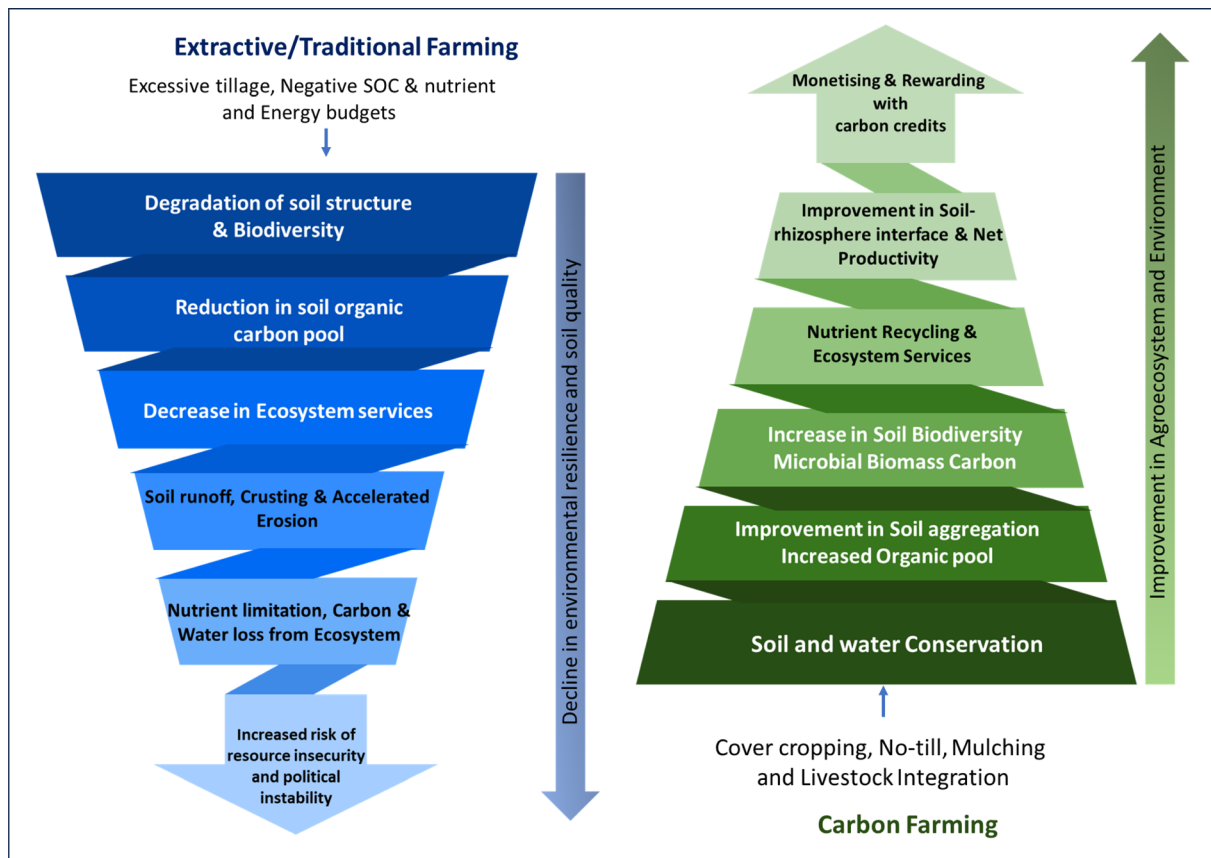 Extractive/Traditional Farming
Excessive tillage, Negative SOC & nutrient
and Energy budgets
Degradation of soil structure
& Biodiversity
Reduction in soil organic
carbon pool
Decrease in Ecosystem services
Soil runoff, Crusting & Accelerated
Erosion
Nutrient limitation, Carbon &
Water loss from Ecosystem
Increased risk of
resource insecurity
and political
instability
Decline in environmental resilience and soil quality
Monetising & Rewarding
with
carbon credits
Improvement in Soil-
rhizosphere interface & Net
Productivity
Nutrient Recycling &
Ecosystem Services
Increase in Soil Biodiversity
Microbial Biomass Carbon
Improvement in Soil aggregation
Increased Organic pool
Soil and water Conservation
Cover cropping, No-till, Mulching
and Livestock Integration
Carbon Farming
Improvement in Agroecosystem and Environment